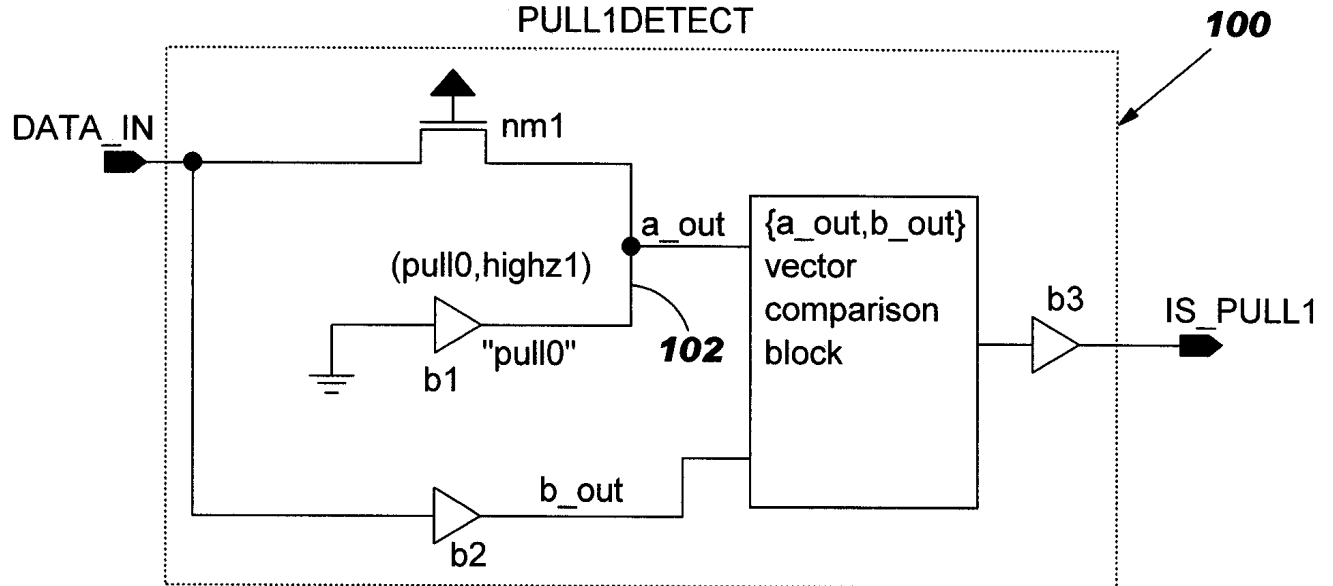 PULL1DETECT
100
DATA_IN
nm1
a_out
{a_out,b_out}
vector
comparison
block
(pull0,highz1)
"pull0"
b1
102
b3
IS_PULL1
b_out
b2